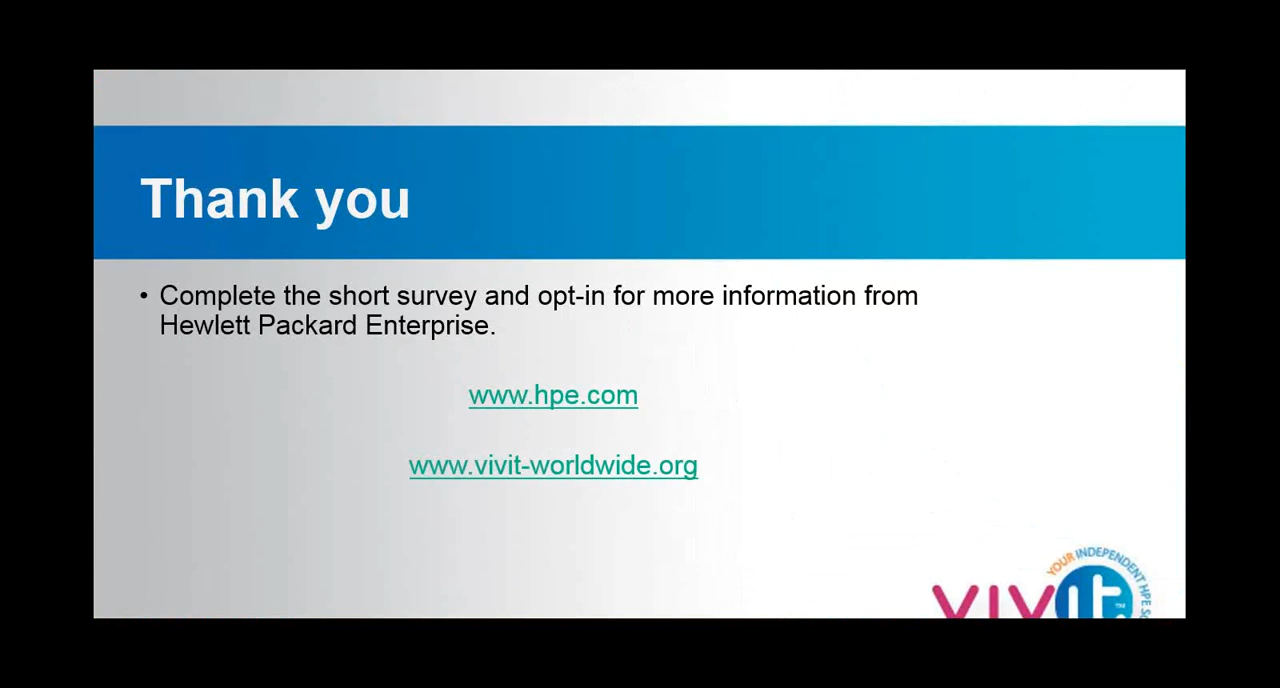 Thank you
• Complete the short survey and opt-in for more information from
Hewlett Packard Enterprise.
www.hpe.com
www.vivit-worldwide.org
YOUR INDEPENDENT HPE
vivit™